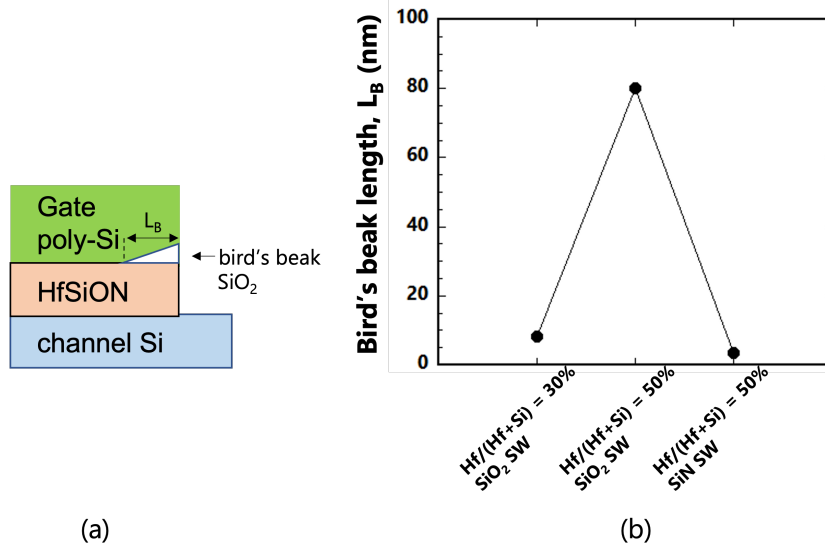 Gate
poly-Si
L_B
bird's beak
SiO₂
HfSiON
channel Si
(a)
Bird's beak length, L_B (nm)
100
80
60
40
20
0
Hf/(Hf+Si) = 30%
SiO₂ SW
Hf/(Hf+Si) = 50%
SiO₂ SW
Hf/(Hf+Si) = 50%
SiN SW
(b)